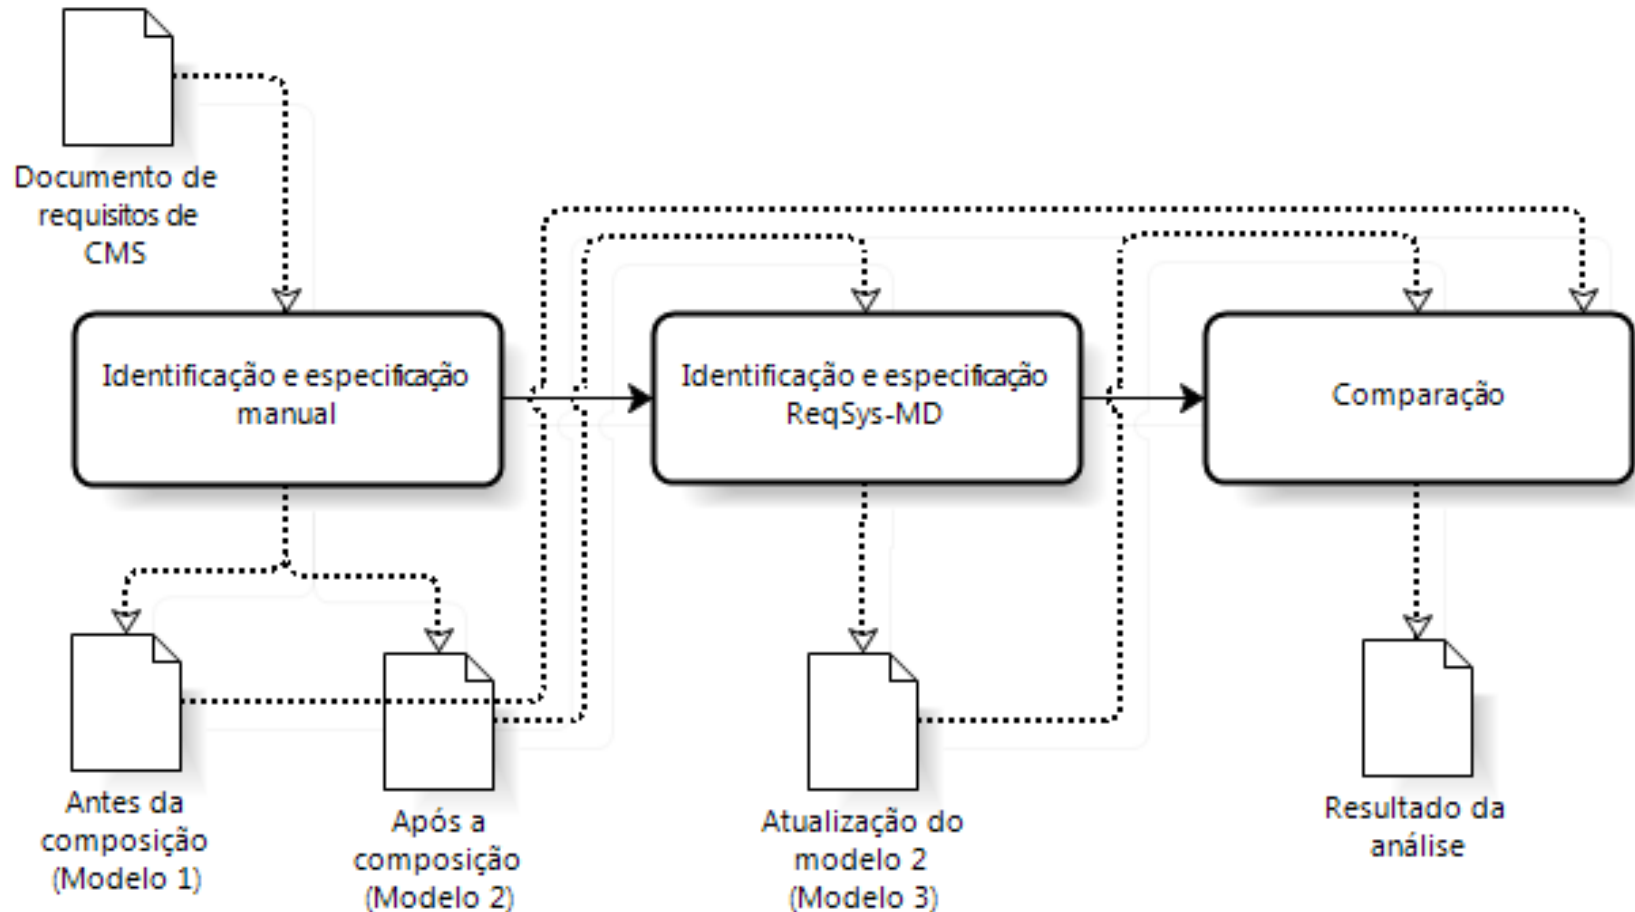 Documento de
requisitos de
CMS
Identificação e especificação
manual
Identificação e especificação
ReqSys-MD
Comparação
Antes da
composição
(Modelo 1)
Após a
composição
(Modelo 2)
Atualização do
modelo 2
(Modelo 3)
Resultado da
análise